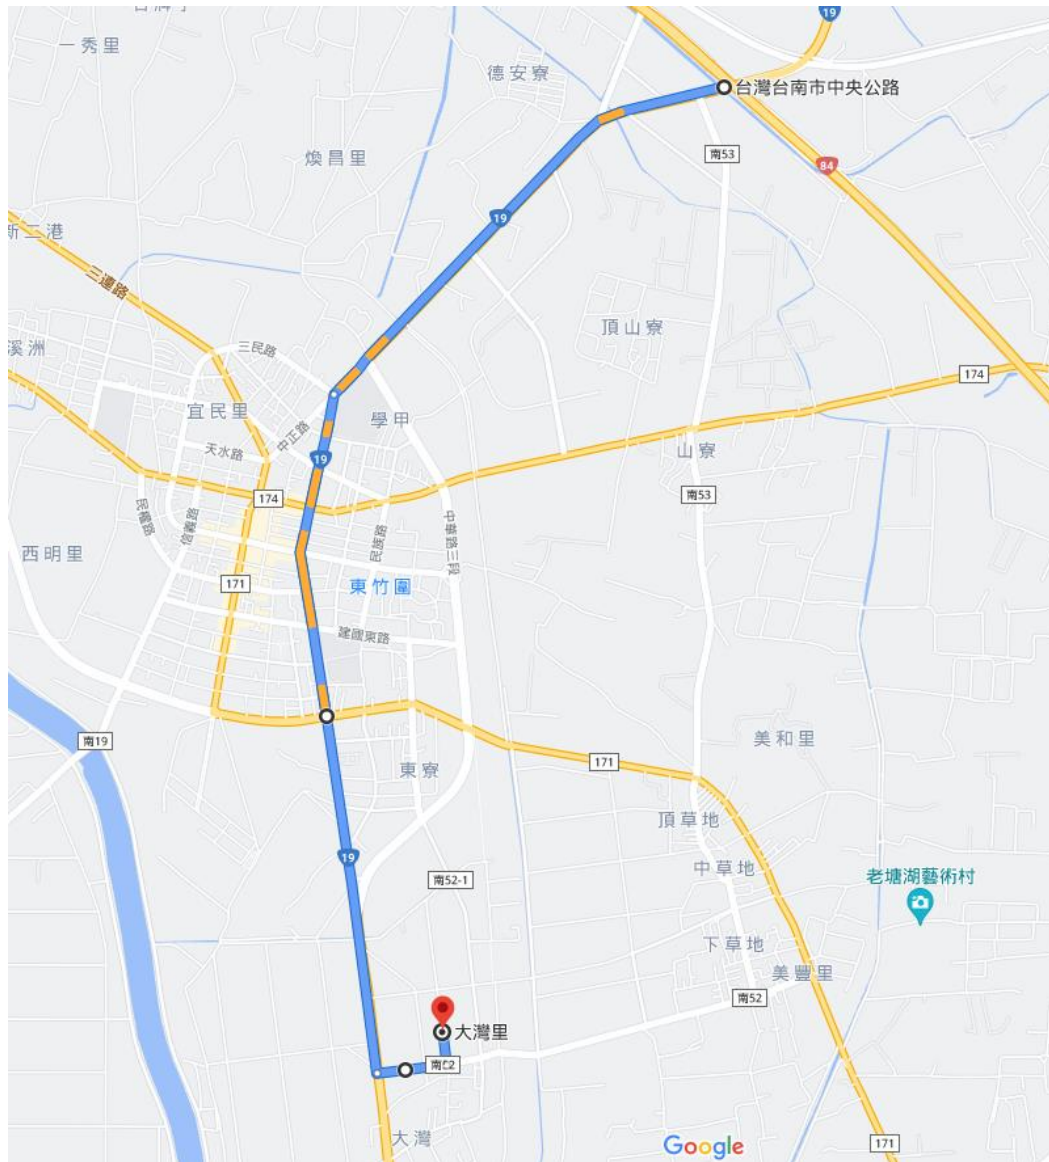 19
一秀里
德安寮
台灣台南市中央公路
南53
煥昌里
84
19
新二港
三連路
頂山寮
溪洲
三民路
174
宜民里
學甲
中正路
天水路
山寮
19
174
南53
民權路
信義路
民族路
中華路三段
西明里
171
東竹圍
建國東路
南19
美和里
171
東寮
頂草地
19
中草地
南52-1
老塘湖藝術村
下草地
美豐里
南52
大灣里
大灣
171
Google